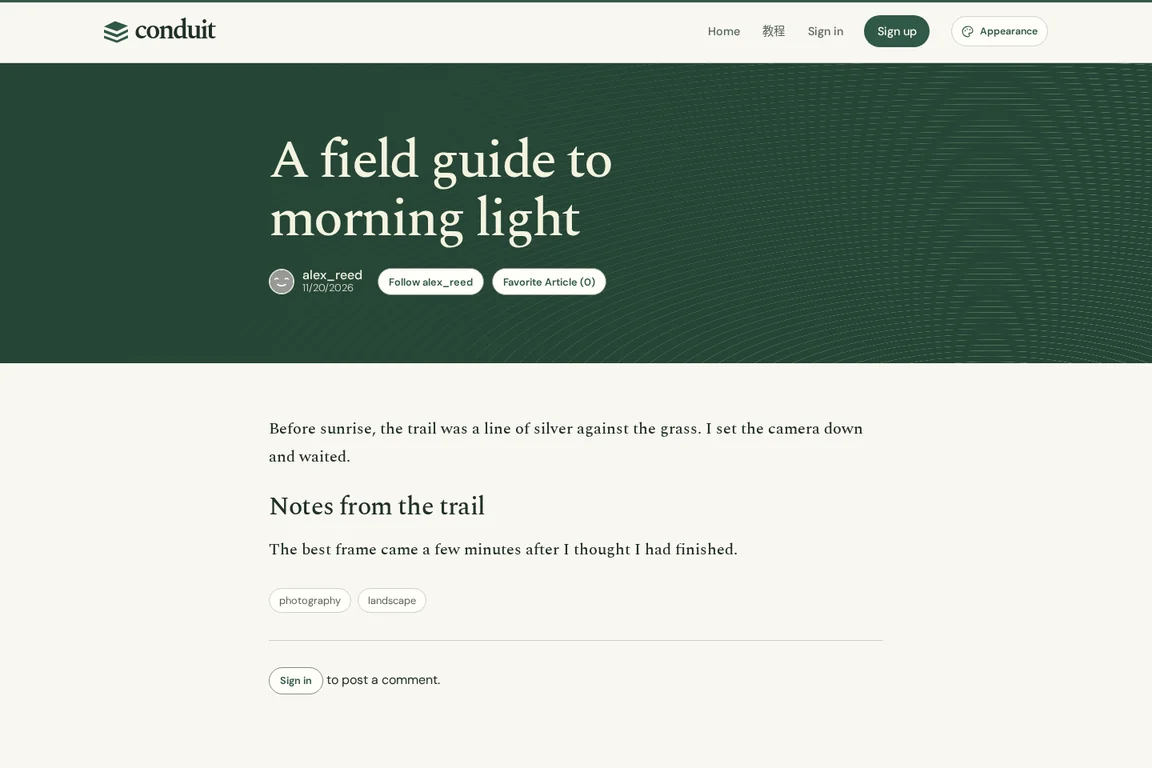 conduit
Home
教程
Sign in
Sign up
Appearance
A field guide to
morning light
alex_reed
11/20/2026
Follow alex_reed
Favorite Article (0)
Before sunrise, the trail was a line of silver against the grass. I set the camera down
and waited.
Notes from the trail
The best frame came a few minutes after I thought I had finished.
photography
landscape
Sign in to post a comment.